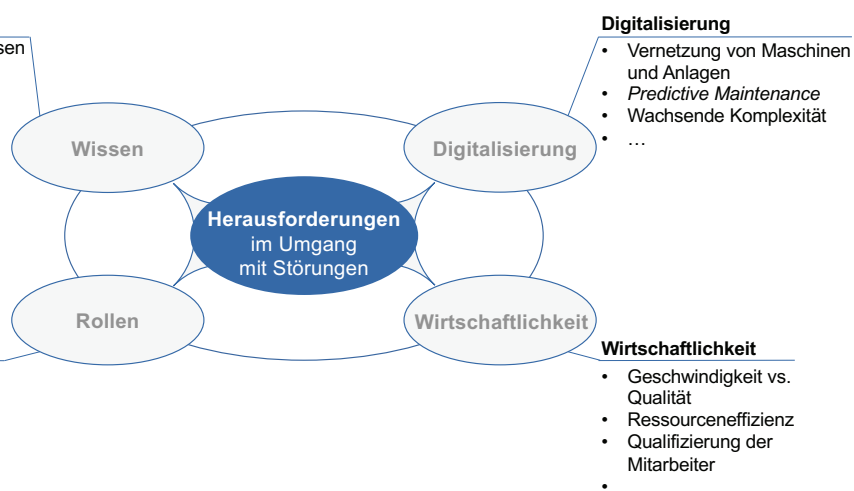 Digitalisierung
• Vernetzung von Maschinen
und Anlagen
• Predictive Maintenance
• Wachsende Komplexität
• …
Wissen
Digitalisierung
Herausforderungen
im Umgang
mit Störungen
Rollen
Wirtschaftlichkeit
Wirtschaftlichkeit
• Geschwindigkeit vs.
Qualität
• Ressourceneffizienz
• Qualifizierung der
Mitarbeiter
•